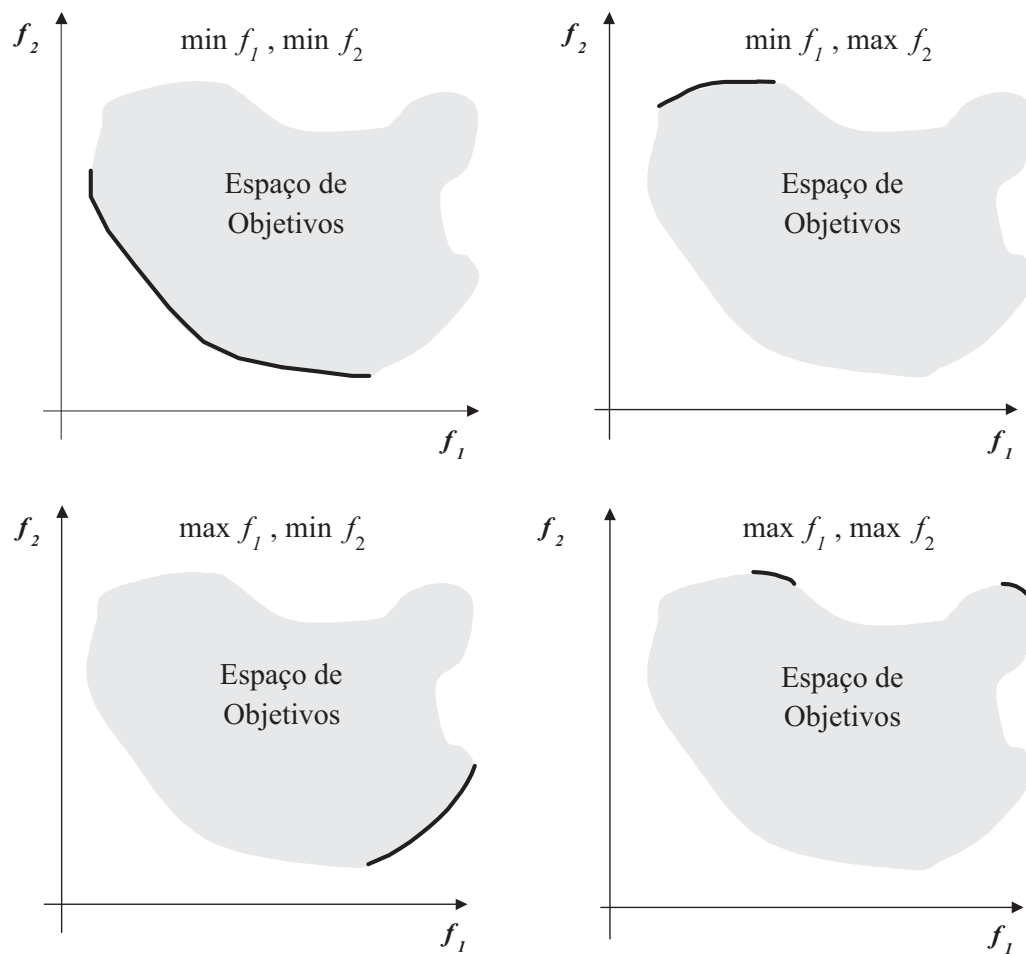 f₂
min f₁ , min f₂
Espaço de
Objetivos
f₁
min f₁ , max f₂
Espaço de
Objetivos
f₁
f₂
max f₁ , min f₂
Espaço de
Objetivos
f₁
f₂
max f₁ , max f₂
Espaço de
Objetivos
f₁